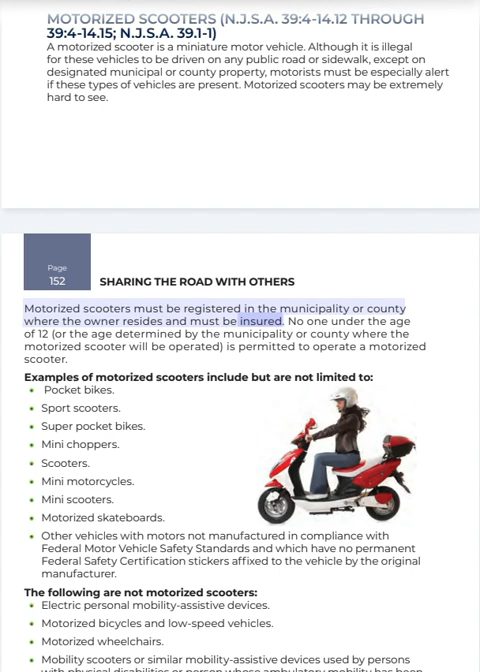 MOTORIZED SCOOTERS (N.J.S.A. 39:4-14.12 THROUGH
39:4-14.15; N.J.S.A. 39.1-1)
A motorized scooter is a miniature motor vehicle. Although it is illegal
for these vehicles to be driven on any public road or sidewalk, except on
designated municipal or county property, motorists must be especially alert
if these types of vehicles are present. Motorized scooters may be extremely
hard to see.
Page
152
SHARING THE ROAD WITH OTHERS
Motorized scooters must be registered in the municipality or county
where the owner resides and must be insured. No one under the age
of 12 (or the age determined by the municipality or county where the
motorized scooter will be operated) is permitted to operate a motorized
scooter.
Examples of motorized scooters include but are not limited to:
• Pocket bikes.
• Sport scooters.
• Super pocket bikes.
• Mini choppers.
• Scooters.
• Mini motorcycles.
• Mini scooters.
• Motorized skateboards.
• Other vehicles with motors not manufactured in compliance with
Federal Motor Vehicle Safety Standards and which have no permanent
Federal Safety Certification stickers affixed to the vehicle by the original
manufacturer.
The following are not motorized scooters:
• Electric personal mobility-assistive devices.
• Motorized bicycles and low-speed vehicles.
• Motorized wheelchairs.
• Mobility scooters or similar mobility-assistive devices used by persons
with physical disabilities or person whose ambulatory mobility has been